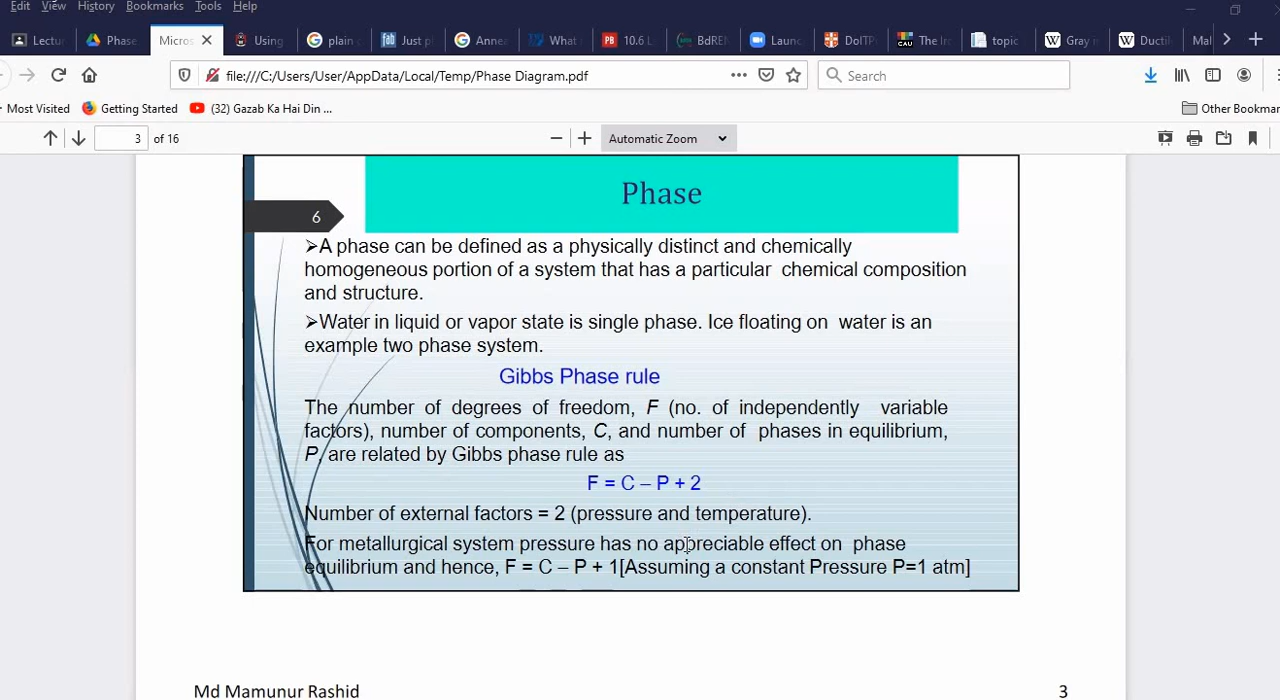 Edit View History Bookmarks Tools Help
Lectu Phase Micros Using plain c Just p Annea What 10.6 L BdREN Launc DoITP The Ir topic Gray i Ductil Mal
file:///C:/Users/User/AppData/Local/Temp/Phase Diagram.pdf Search
Most Visited Getting Started (32) Gazab Ka Hai Din ... Other Bookmar
3 of 16 Automatic Zoom
Phase
6
➢A phase can be defined as a physically distinct and chemically
homogeneous portion of a system that has a particular chemical composition
and structure.
➢Water in liquid or vapor state is single phase. Ice floating on water is an
example two phase system.
Gibbs Phase rule
The number of degrees of freedom, F (no. of independently variable
factors), number of components, C, and number of phases in equilibrium,
P, are related by Gibbs phase rule as
F = C – P + 2
Number of external factors = 2 (pressure and temperature).
For metallurgical system pressure has no appreciable effect on phase
equilibrium and hence, F = C – P + 1[Assuming a constant Pressure P=1 atm]
Md Mamunur Rashid 3